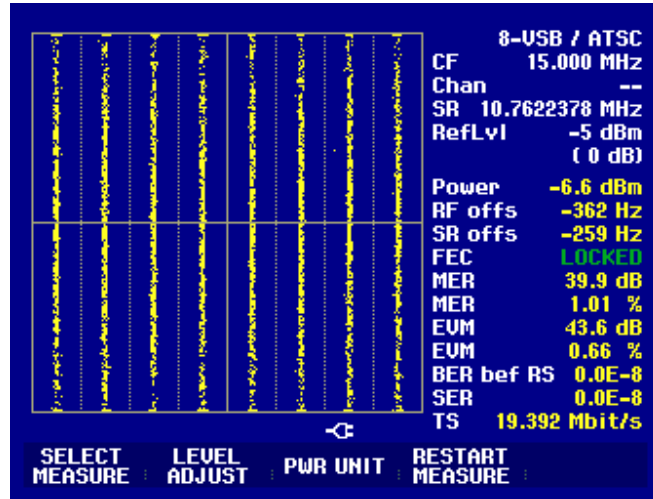 8-VSB / ATSC
CF 15.000 MHz
Chan --
SR 10.7622378 MHz
RefLvl -5 dBm
( 0 dB)
Power -6.6 dBm
RF offs -362 Hz
SR offs -259 Hz
FEC LOCKED
MER 39.9 dB
MER 1.01 %
EVM 43.6 dB
EVM 0.66 %
BER bef RS 0.0E-8
SER 0.0E-8
TS 19.392 Mbit/s
SELECT MEASURE
LEVEL ADJUST
PWR UNIT
RESTART MEASURE